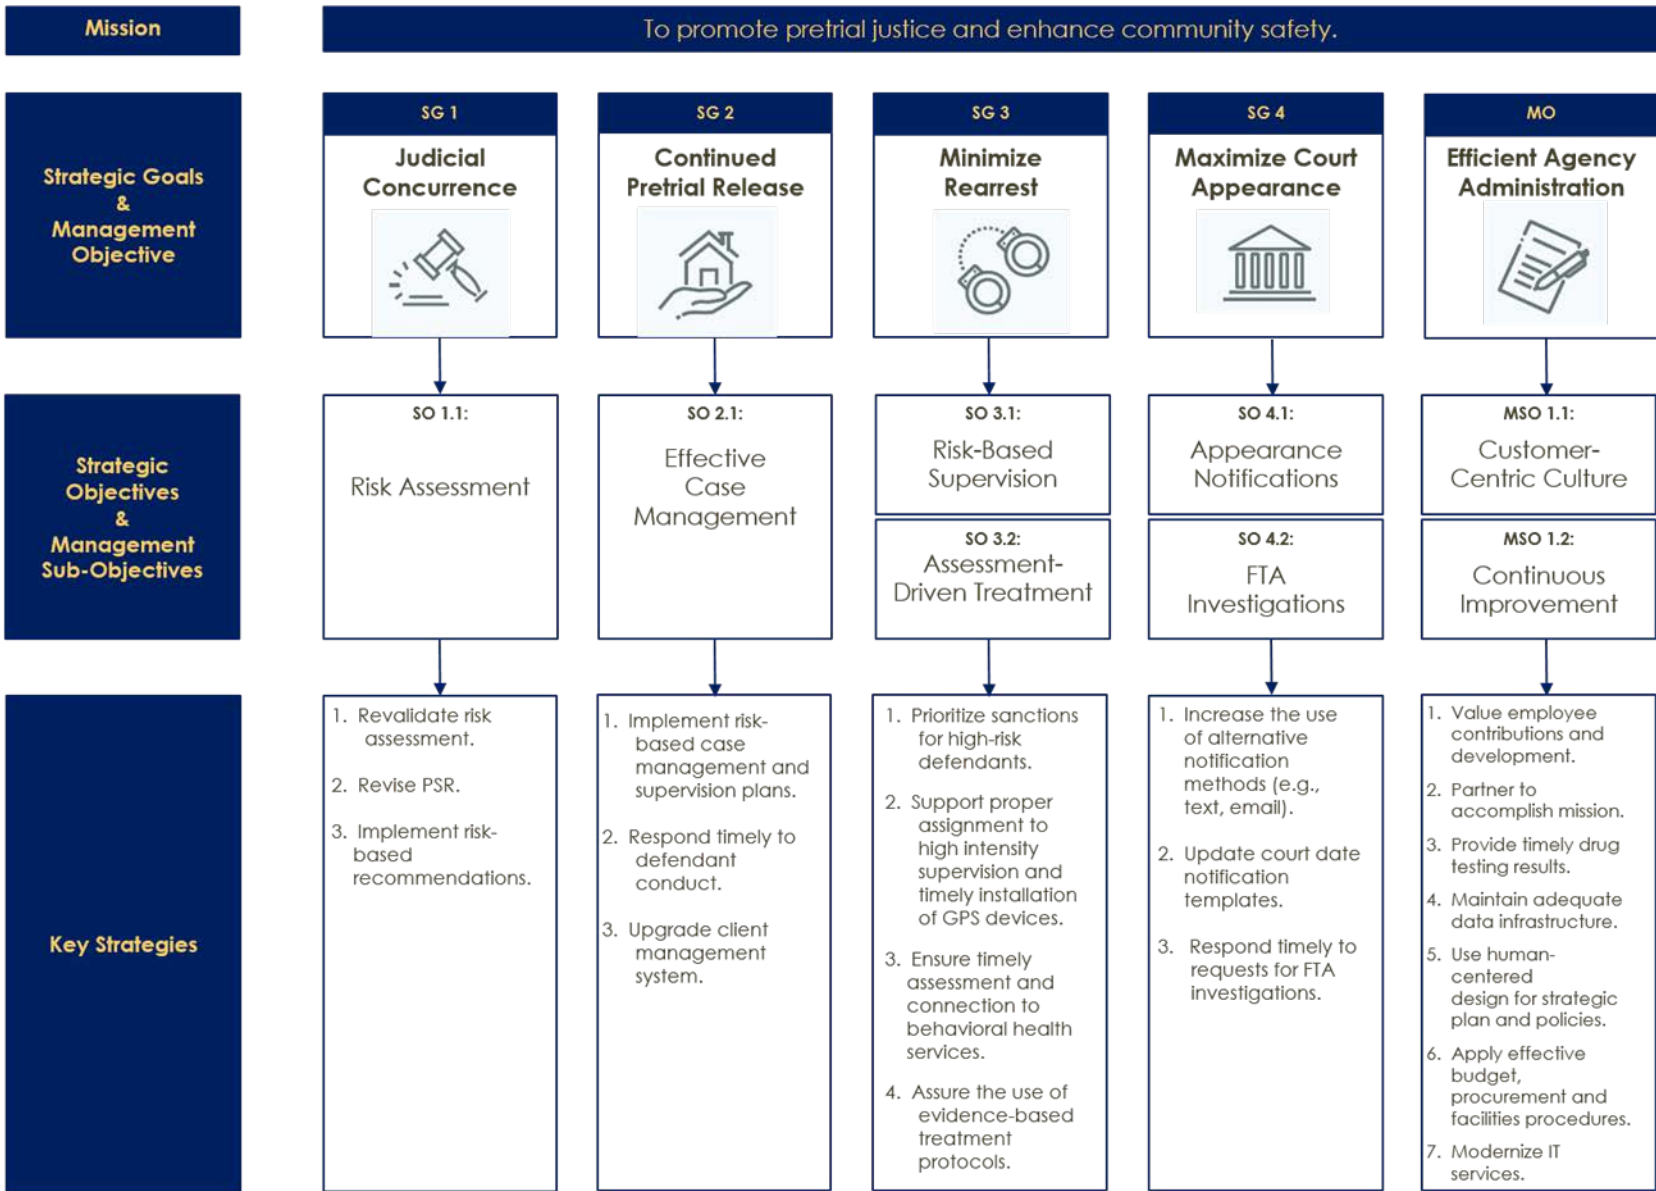 Mission
To promote pretrial justice and enhance community safety.
Strategic Goals
&
Management
Objective
SG 1
Judicial
Concurrence
SG 2
Continued
Pretrial Release
SG 3
Minimize
Rearrest
SG 4
Maximize Court
Appearance
MO
Efficient Agency
Administration
Strategic
Objectives
&
Management
Sub-Objectives
SO 1.1:
Risk Assessment
SO 2.1:
Effective
Case
Management
SO 3.1:
Risk-Based
Supervision
SO 3.2:
Assessment-
Driven Treatment
SO 4.1:
Appearance
Notifications
SO 4.2:
FTA
Investigations
MSO 1.1:
Customer-
Centric Culture
MSO 1.2:
Continuous
Improvement
Key Strategies
1. Revalidate risk
assessment.
2. Revise PSR.
3. Implement risk-
based
recommendations.
1. Implement risk-
based case
management and
supervision plans.
2. Respond timely to
defendant
conduct.
3. Upgrade client
management
system.
1. Prioritize sanctions
for high-risk
defendants.
2. Support proper
assignment to
high intensity
supervision and
timely installation
of GPS devices.
3. Ensure timely
assessment and
connection to
behavioral health
services.
4. Assure the use of
evidence-based
treatment
protocols.
1. Increase the use
of alternative
notification
methods (e.g.,
text, email).
2. Update court date
notification
templates.
3. Respond timely to
requests for FTA
investigations.
1. Value employee
contributions and
development.
2. Partner to
accomplish mission.
3. Provide timely drug
testing results.
4. Maintain adequate
data infrastructure.
5. Use human-
centered
design for strategic
plan and policies.
6. Apply effective
budget,
procurement and
facilities procedures.
7. Modernize IT
services.